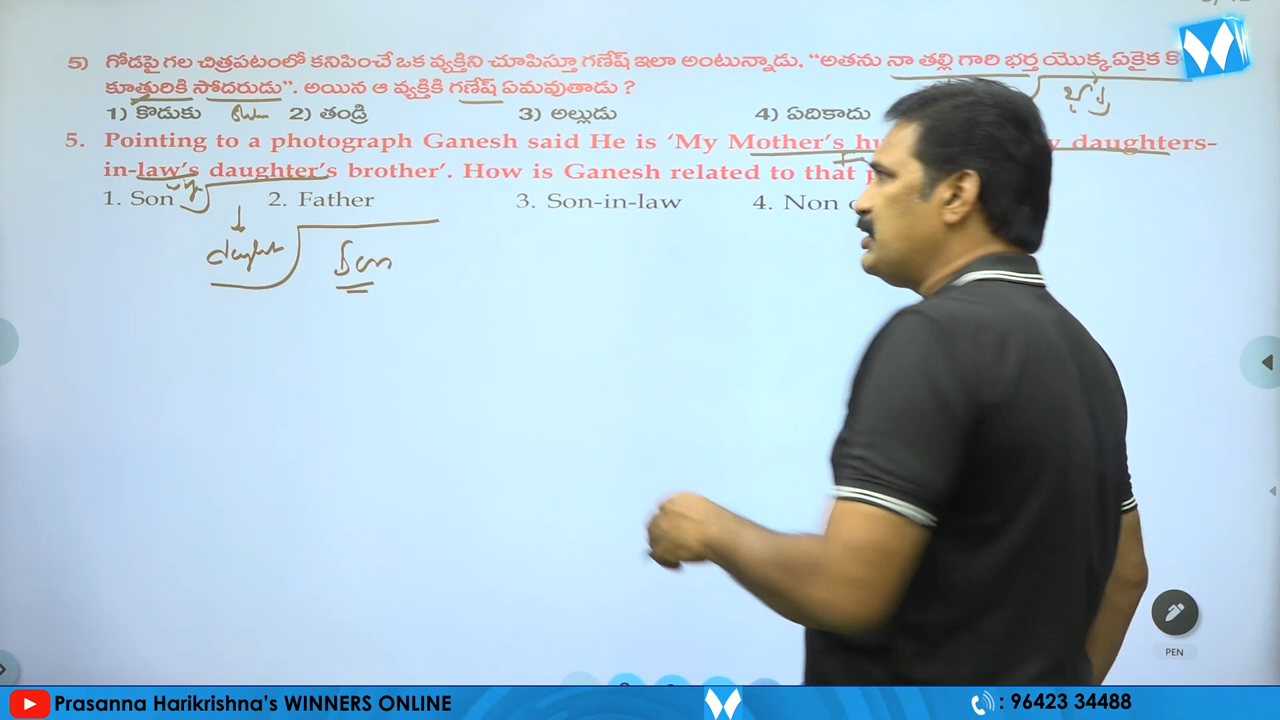 5) గోడపై గల చిత్రపటంలో కనిపించే ఒక వ్యక్తిని చూపిస్తూ గణేష్ ఇలా అంటున్నాడు, "అతను నా తల్లి గారి భర్త యొక్క ఏకైక
కూతురికి సోదరుడు". అయిన ఆ వ్యక్తికి గణేష్ ఏమవుతాడు ?
1) కొడుకు 2) తండ్రి 3) అల్లుడు 4) ఏదికాదు
5. Pointing to a photograph Ganesh said He is 'My Mother's daughters-
in-law's daughter's brother'. How is Ganesh related to that
1. Son 2. Father 3. Son-in-law 4. Non
Son
W
Prasanna Harikrishna's WINNERS ONLINE : 96423 34488
PEN